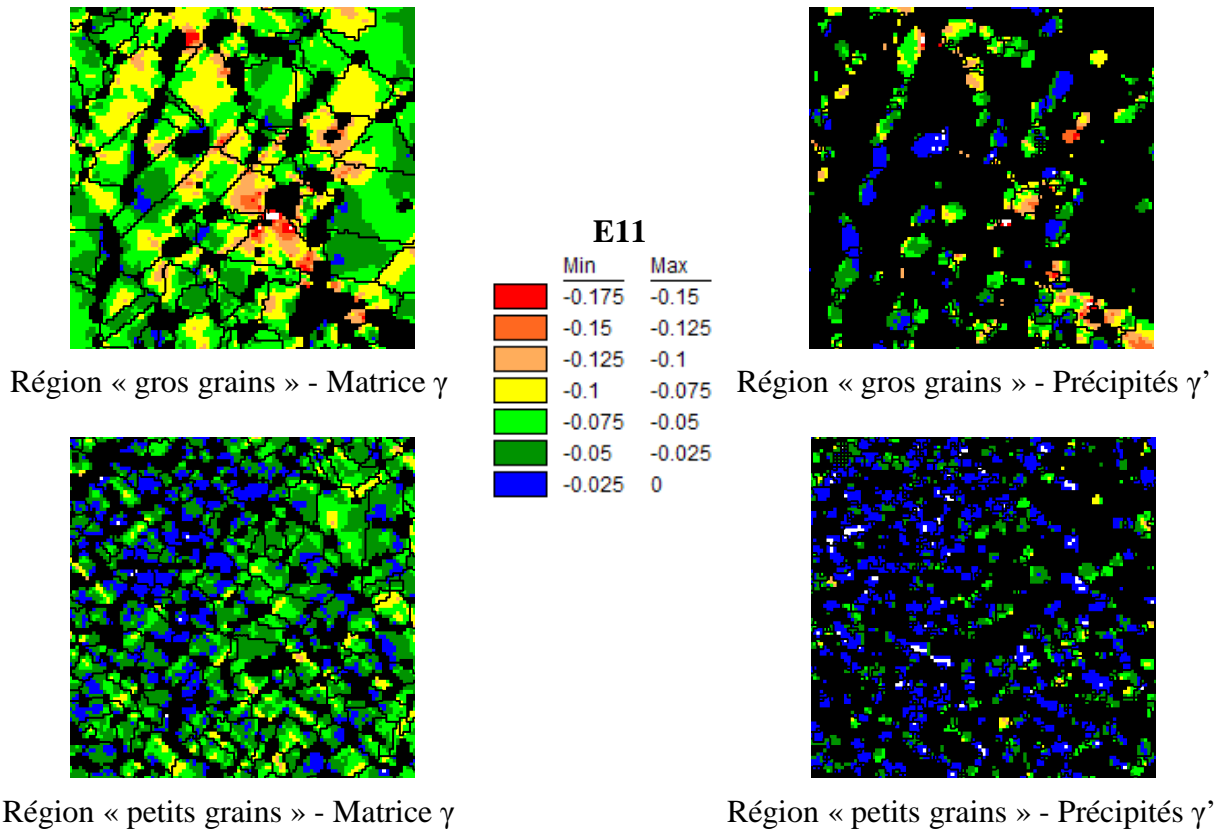 E11
Min Max
-0.175 -0.15
-0.15 -0.125
-0.125 -0.1
-0.1 -0.075
-0.075 -0.05
-0.05 -0.025
-0.025 0
Région « gros grains » - Matrice γ
Région « gros grains » - Précipités γ’
Région « petits grains » - Matrice γ
Région « petits grains » - Précipités γ’